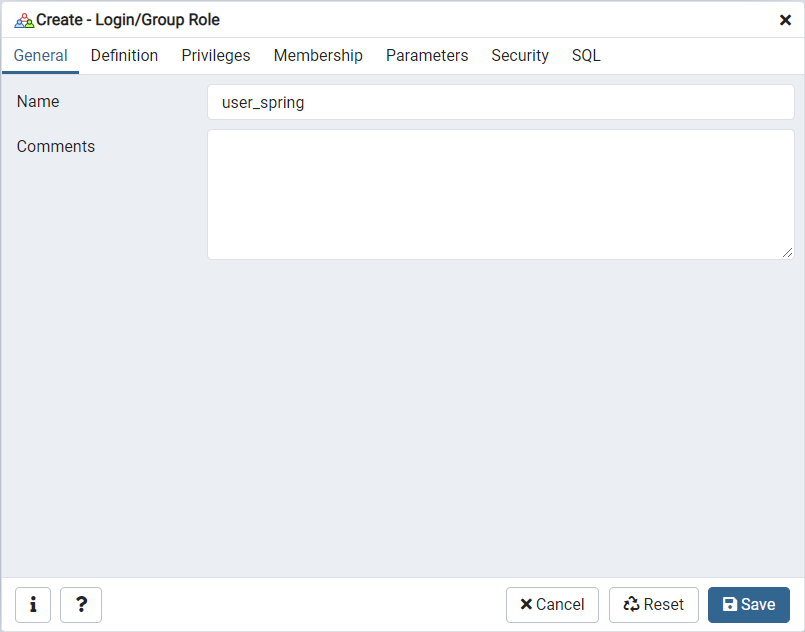 Create - Login/Group Role
General Definition Privileges Membership Parameters Security SQL
Name user_spring
Comments
i ? Cancel Reset Save